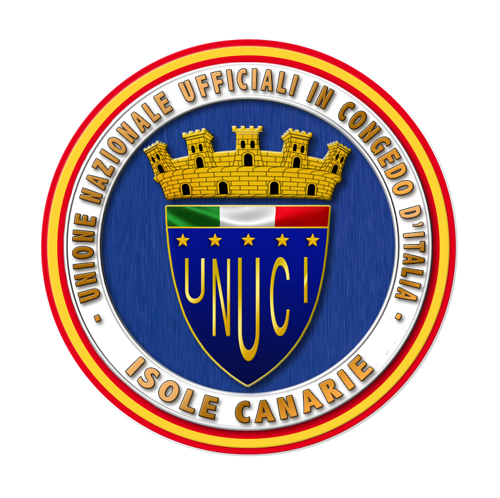 - UNIONE NAZIONALE UFFICIALI IN CONGEDO D'ITALIA -
UNUCI
ISOLE CANARIE